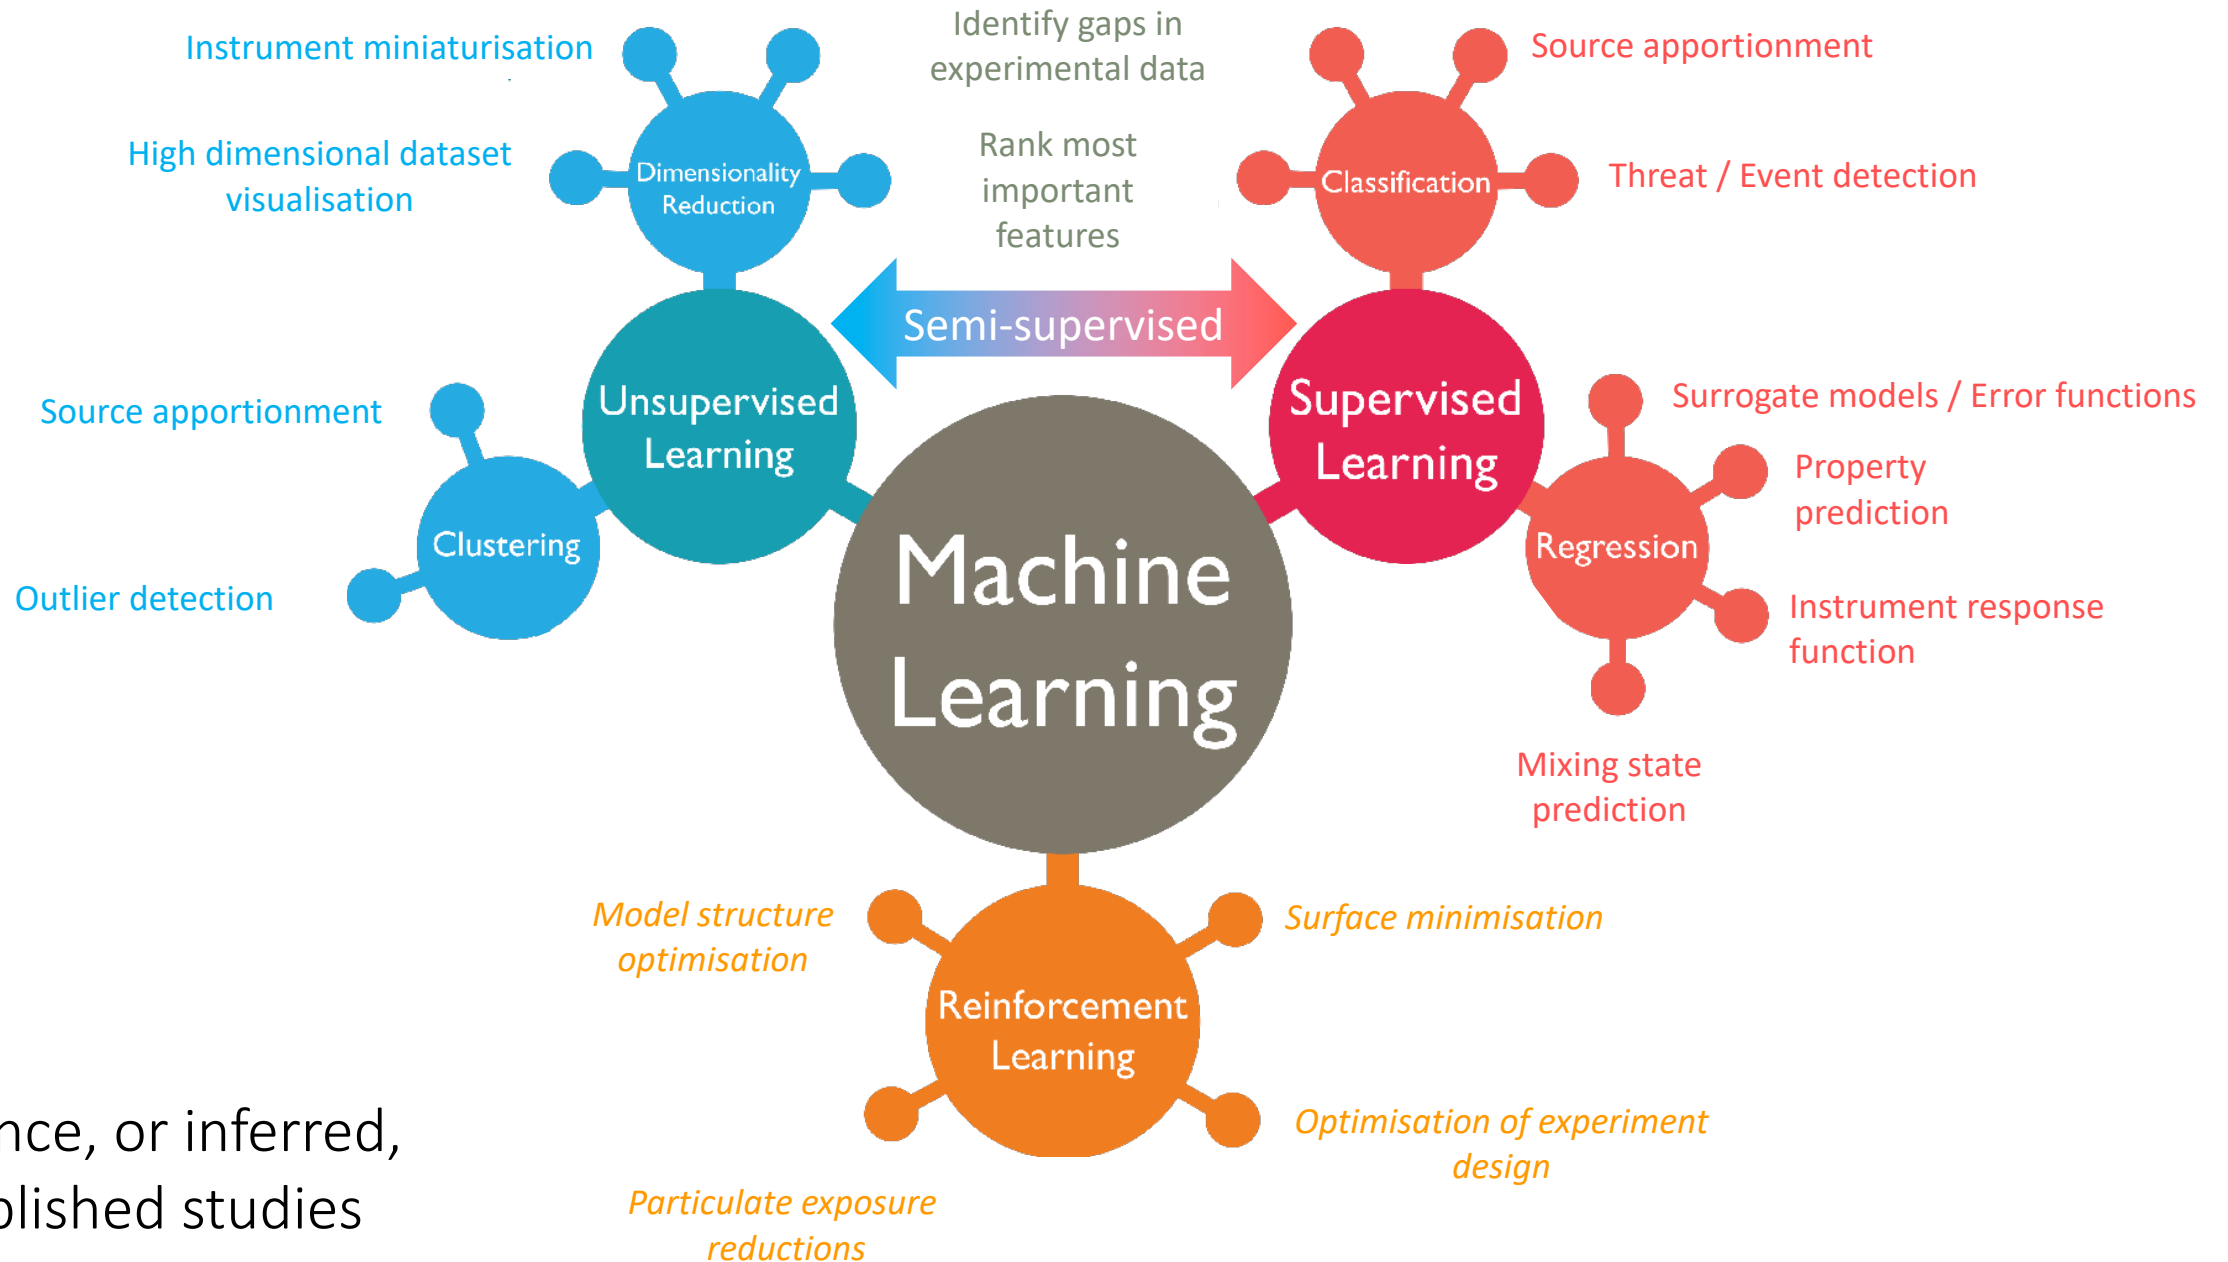 Identify gaps in
experimental data
Rank most
important
features
Semi-supervised
Instrument miniaturisation
High dimensional dataset
visualisation
Dimensionality
Reduction
Unsupervised
Learning
Source apportionment
Clustering
Outlier detection
Source apportionment
Classification
Threat / Event detection
Supervised
Learning
Surrogate models / Error functions
Property
prediction
Regression
Instrument response
function
Mixing state
prediction
Machine
Learning
Model structure
optimisation
Surface minimisation
Reinforcement
Learning
Optimisation of experiment
design
Particulate exposure
reductions
nce, or inferred,
lished studies